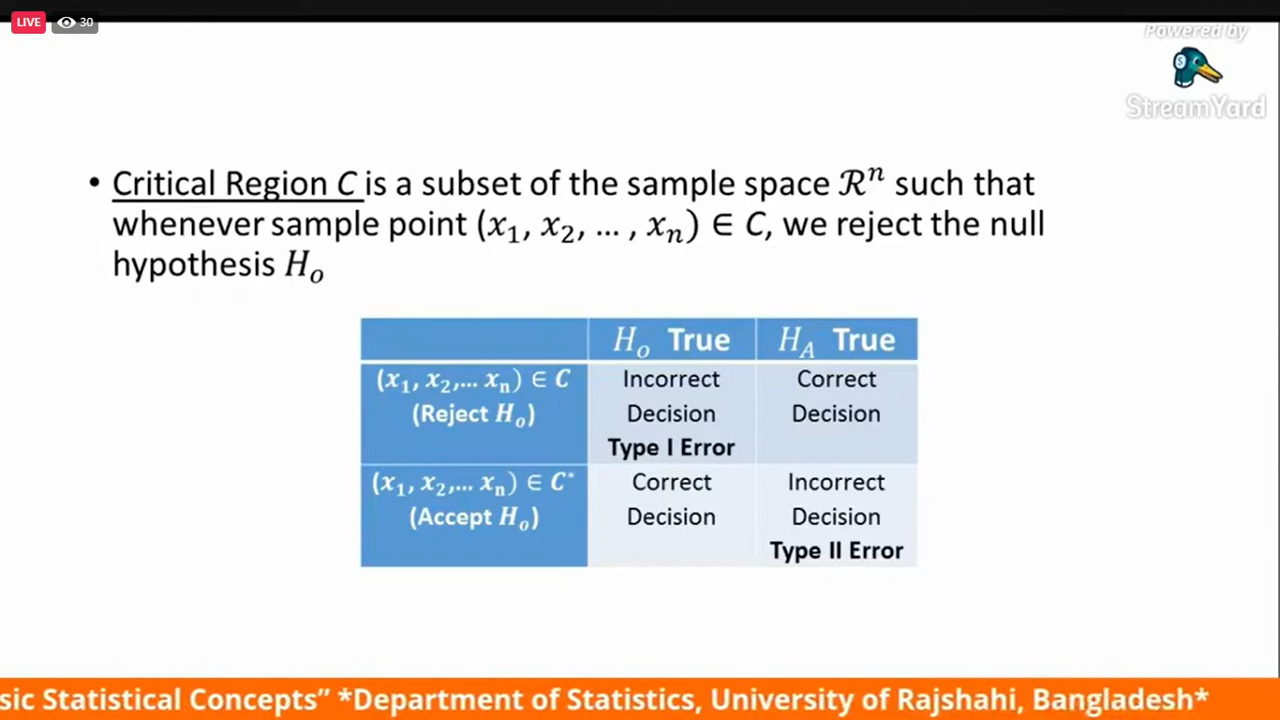 LIVE 30
Powered by
StreamYard
• Critical Region C is a subset of the sample space ℛⁿ such that
whenever sample point (x₁, x₂, … , xₙ) ∈ C, we reject the null
hypothesis Hₒ
Hₒ True H_A True
(x₁, x₂,... xₙ) ∈ C Incorrect Correct
(Reject Hₒ) Decision Decision
Type I Error
(x₁, x₂,... xₙ) ∈ C* Correct Incorrect
(Accept Hₒ) Decision Decision
Type II Error
sic Statistical Concepts” *Department of Statistics, University of Rajshahi, Bangladesh*